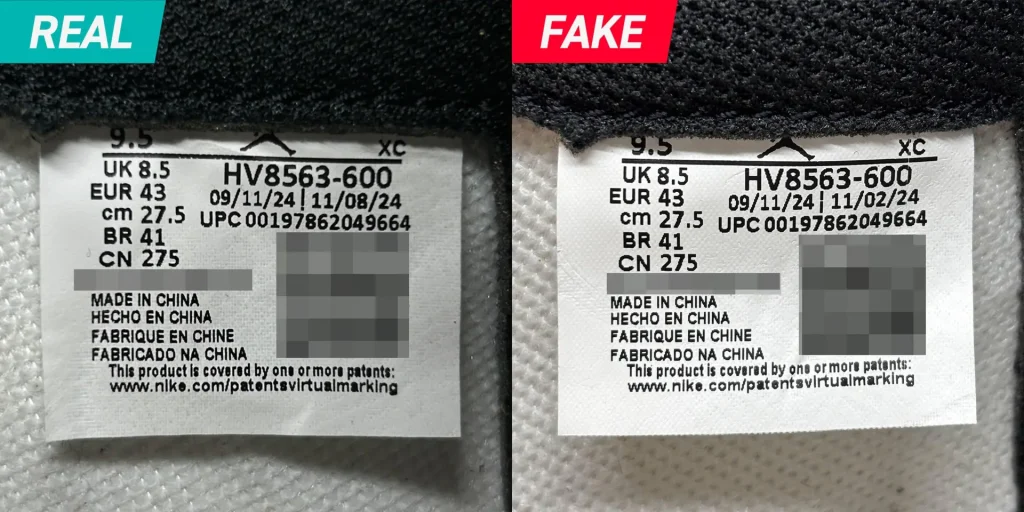 REAL
9.5
XC
UK 8.5
EUR 43
cm 27.5
BR 41
CN 275
HV8563-600
09/11/24 | 11/08/24
UPC 00197862049664
MADE IN CHINA
HECHO EN CHINA
FABRIQUE EN CHINE
FABRICADO NA CHINA
This product is covered by one or more patents:
www.nike.com/patentsvirtualmarking
FAKE
9.5
XC
UK 8.5
EUR 43
cm 27.5
BR 41
CN 275
HV8563-600
09/11/24 | 11/02/24
UPC 00197862049664
MADE IN CHINA
HECHO EN CHINA
FABRIQUE EN CHINE
FABRICADO NA CHINA
This product is covered by one or more patents:
www.nike.com/patentsvirtualmarking